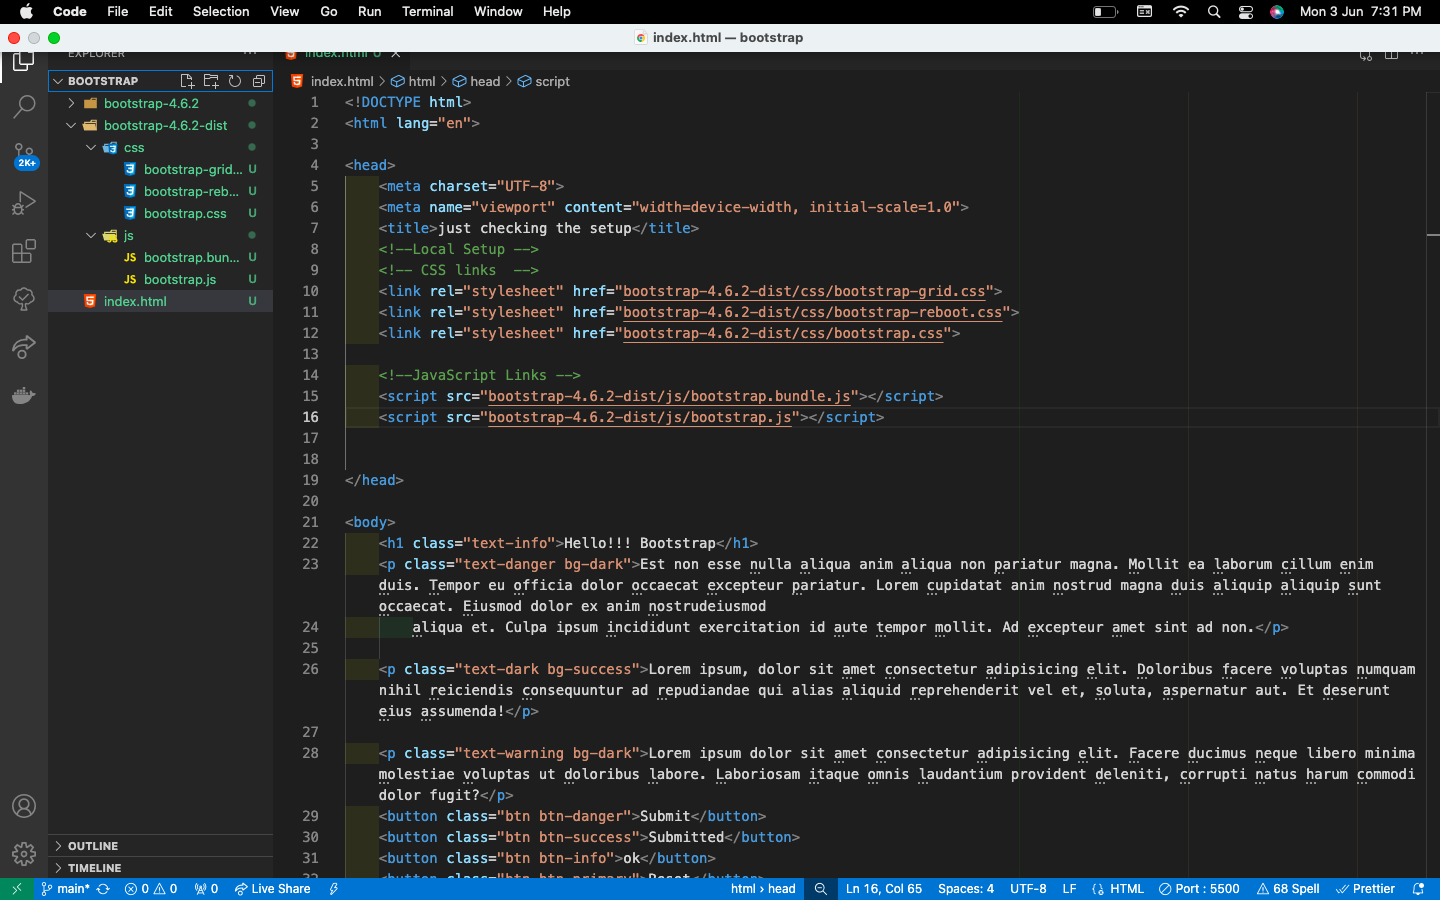 Code File Edit Selection View Go Run Terminal Window Help Mon 3 Jun 7:31 PM
index.html — bootstrap
EXPLORER
index.html U
BOOTSTRAP
bootstrap-4.6.2
bootstrap-4.6.2-dist
css
bootstrap-grid... U
bootstrap-reb... U
bootstrap.css U
js
JS bootstrap.bun... U
JS bootstrap.js U
index.html U
2K+
OUTLINE
TIMELINE
index.html > html > head > script
1 <!DOCTYPE html>
2 <html lang="en">
3
4 <head>
5 <meta charset="UTF-8">
6 <meta name="viewport" content="width=device-width, initial-scale=1.0">
7 <title>just checking the setup</title>
8 <!--Local Setup -->
9 <!-- CSS links  -->
10 <link rel="stylesheet" href="bootstrap-4.6.2-dist/css/bootstrap-grid.css">
11 <link rel="stylesheet" href="bootstrap-4.6.2-dist/css/bootstrap-reboot.css">
12 <link rel="stylesheet" href="bootstrap-4.6.2-dist/css/bootstrap.css">
13
14 <!--JavaScript Links -->
15 <script src="bootstrap-4.6.2-dist/js/bootstrap.bundle.js"></script>
16 <script src="bootstrap-4.6.2-dist/js/bootstrap.js"></script>
17
18
19 </head>
20
21 <body>
22 <h1 class="text-info">Hello!!! Bootstrap</h1>
23 <p class="text-danger bg-dark">Est non esse nulla aliqua anim aliqua non pariatur magna. Mollit ea laborum cillum enim
duis. Tempor eu officia dolor occaecat excepteur pariatur. Lorem cupidatat anim nostrud magna duis aliquip aliquip sunt
occaecat. Eiusmod dolor ex anim nostrudeiusmod
24 aliqua et. Culpa ipsum incididunt exercitation id aute tempor mollit. Ad excepteur amet sint ad non.</p>
25
26 <p class="text-dark bg-success">Lorem ipsum, dolor sit amet consectetur adipisicing elit. Doloribus facere voluptas numquam
nihil reiciendis consequuntur ad repudiandae qui alias aliquid reprehenderit vel et, soluta, aspernatur aut. Et deserunt
eius assumenda!</p>
27
28 <p class="text-warning bg-dark">Lorem ipsum dolor sit amet consectetur adipisicing elit. Facere ducimus neque libero minima
molestiae voluptas ut doloribus labore. Laboriosam itaque omnis laudantium provident deleniti, corrupti natus harum commodi
dolor fugit?</p>
29 <button class="btn btn-danger">Submit</button>
30 <button class="btn btn-success">Submitted</button>
31 <button class="btn btn-info">ok</button>
32 <button class="btn btn-primary">Reset</button>
main* 0 0 0 Live Share html > head Ln 16, Col 65 Spaces: 4 UTF-8 LF HTML Port : 5500 68 Spell Prettier